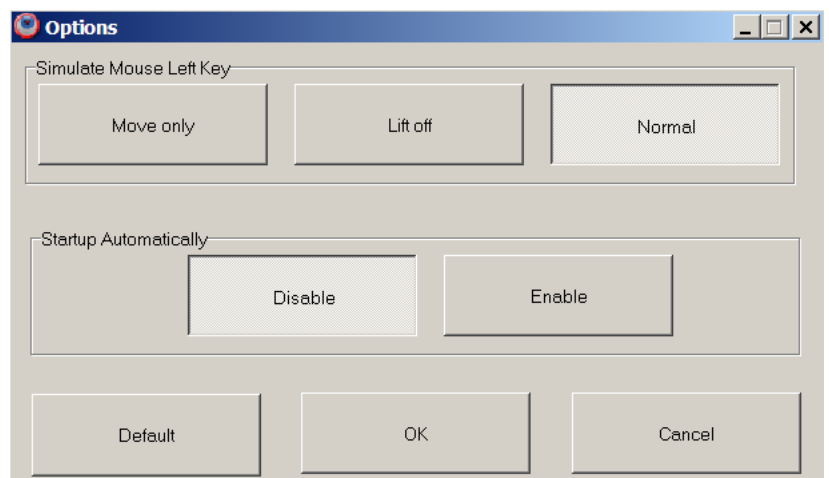 Options
Simulate Mouse Left Key
Move only Lift off Normal
Startup Automatically
Disable Enable
Default OK Cancel